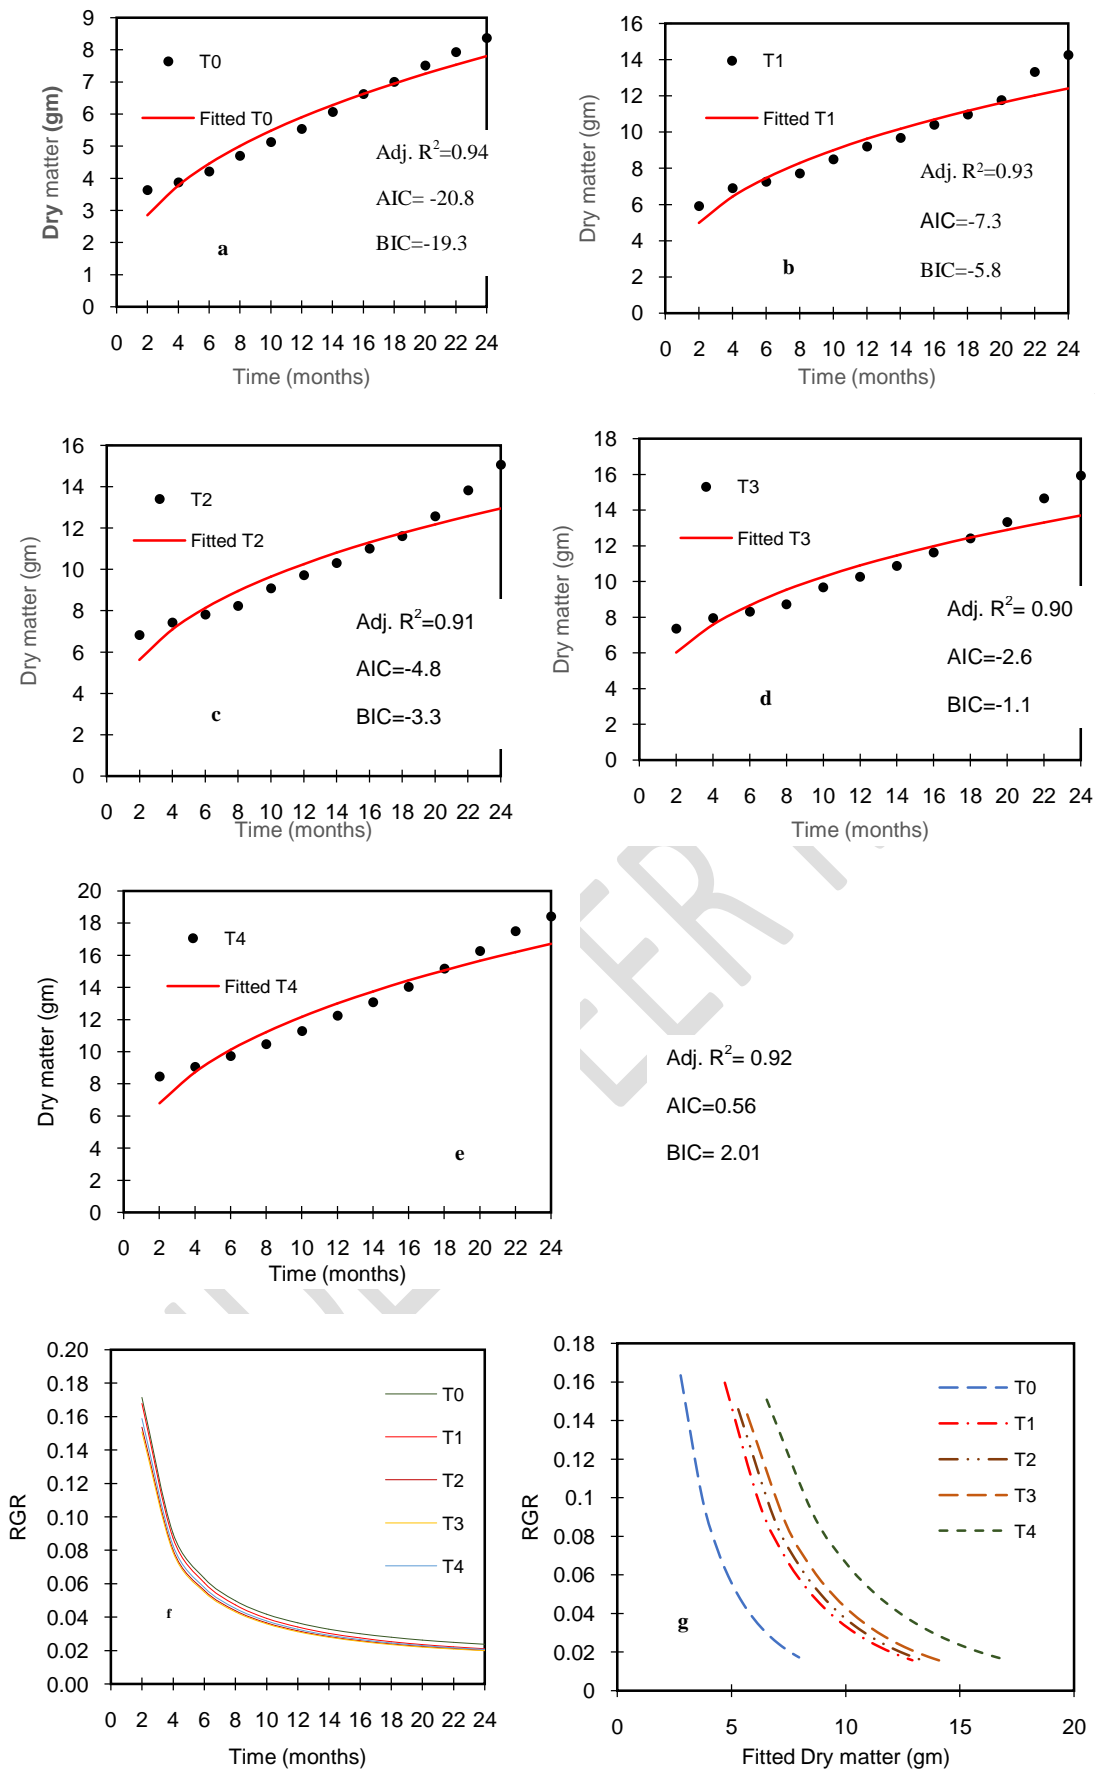 9
8
7
6
5
4
3
2
1
0
Dry matter (gm)
T0
Fitted T0
Adj. R²=0.94
AIC= -20.8
BIC=-19.3
a
0 2 4 6 8 10 12 14 16 18 20 22 24
Time (months)
16
14
12
10
8
6
4
2
0
Dry matter (gm)
T1
Fitted T1
Adj. R²=0.93
AIC=-7.3
BIC=-5.8
b
0 2 4 6 8 10 12 14 16 18 20 22 24
Time (months)
16
14
12
10
8
6
4
2
0
Dry matter (gm)
T2
Fitted T2
Adj. R²=0.91
AIC=-4.8
BIC=-3.3
c
0 2 4 6 8 10 12 14 16 18 20 22 24
Time (months)
18
16
14
12
10
8
6
4
2
0
Dry matter (gm)
T3
Fitted T3
Adj. R²= 0.90
AIC=-2.6
BIC=-1.1
d
0 2 4 6 8 10 12 14 16 18 20 22 24
Time (months)
20
18
16
14
12
10
8
6
4
2
0
Dry matter (gm)
T4
Fitted T4
e
0 2 4 6 8 10 12 14 16 18 20 22 24
Time (months)
Adj. R²= 0.92
AIC=0.56
BIC= 2.01
0.20
0.18
0.16
0.14
0.12
0.10
0.08
0.06
0.04
0.02
0.00
RGR
T0
T1
T2
T3
T4
f
0 2 4 6 8 10 12 14 16 18 20 22 24
Time (months)
0.18
0.16
0.14
0.12
0.1
0.08
0.06
0.04
0.02
0
RGR
T0
T1
T2
T3
T4
g
0 5 10 15 20
Fitted Dry matter (gm)